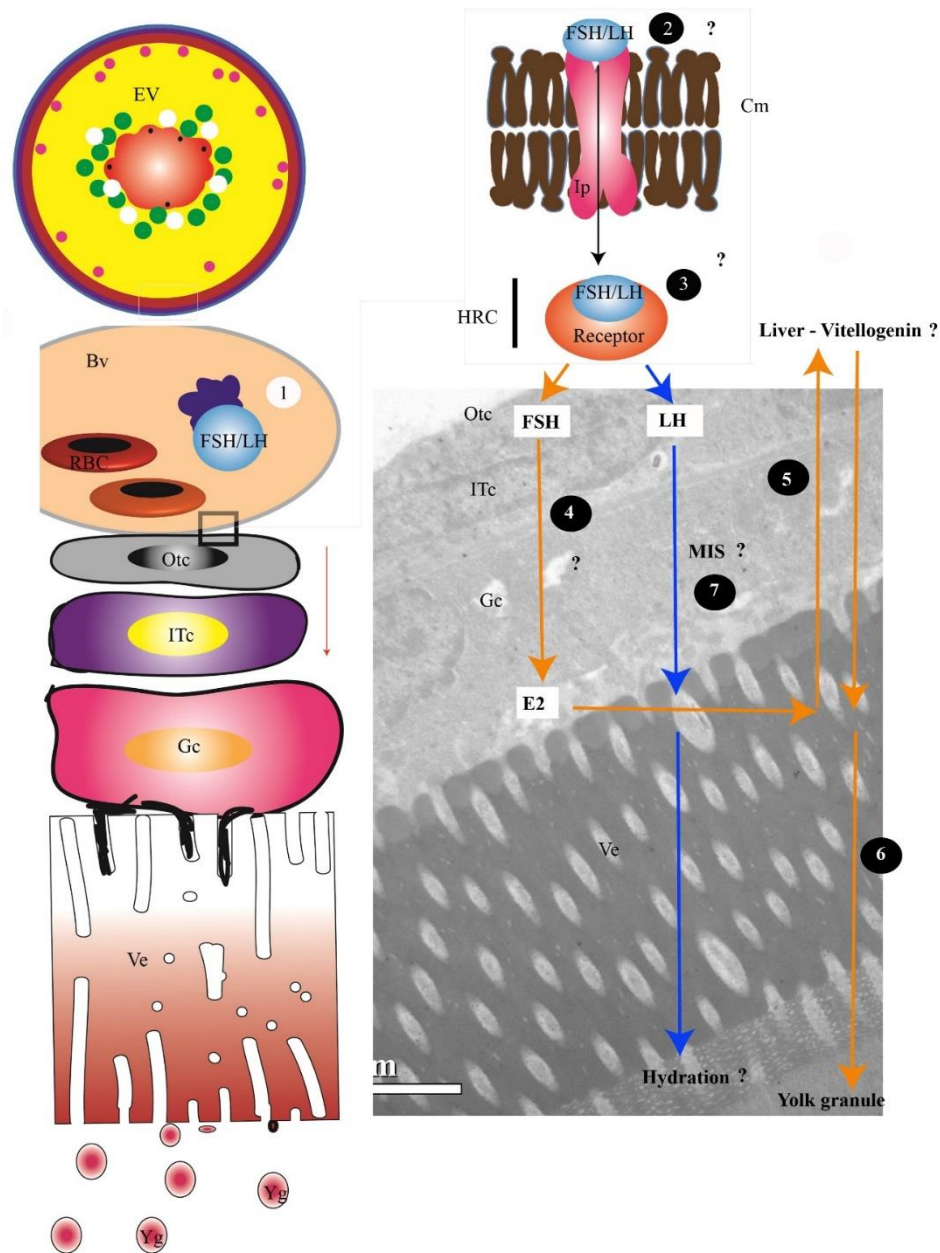 EV
Bv
1
FSH/LH
RBC
Otc
ITc
Gc
Ve
Yg
Yg
FSH/LH
2
?
Cm
Ip
?
3
FSH/LH
HRC
Receptor
Liver - Vitellogenin ?
Otc
FSH
LH
ITc
5
4
?
MIS ?
Gc
7
E2
Ve
6
m
Hydration ?
Yolk granule